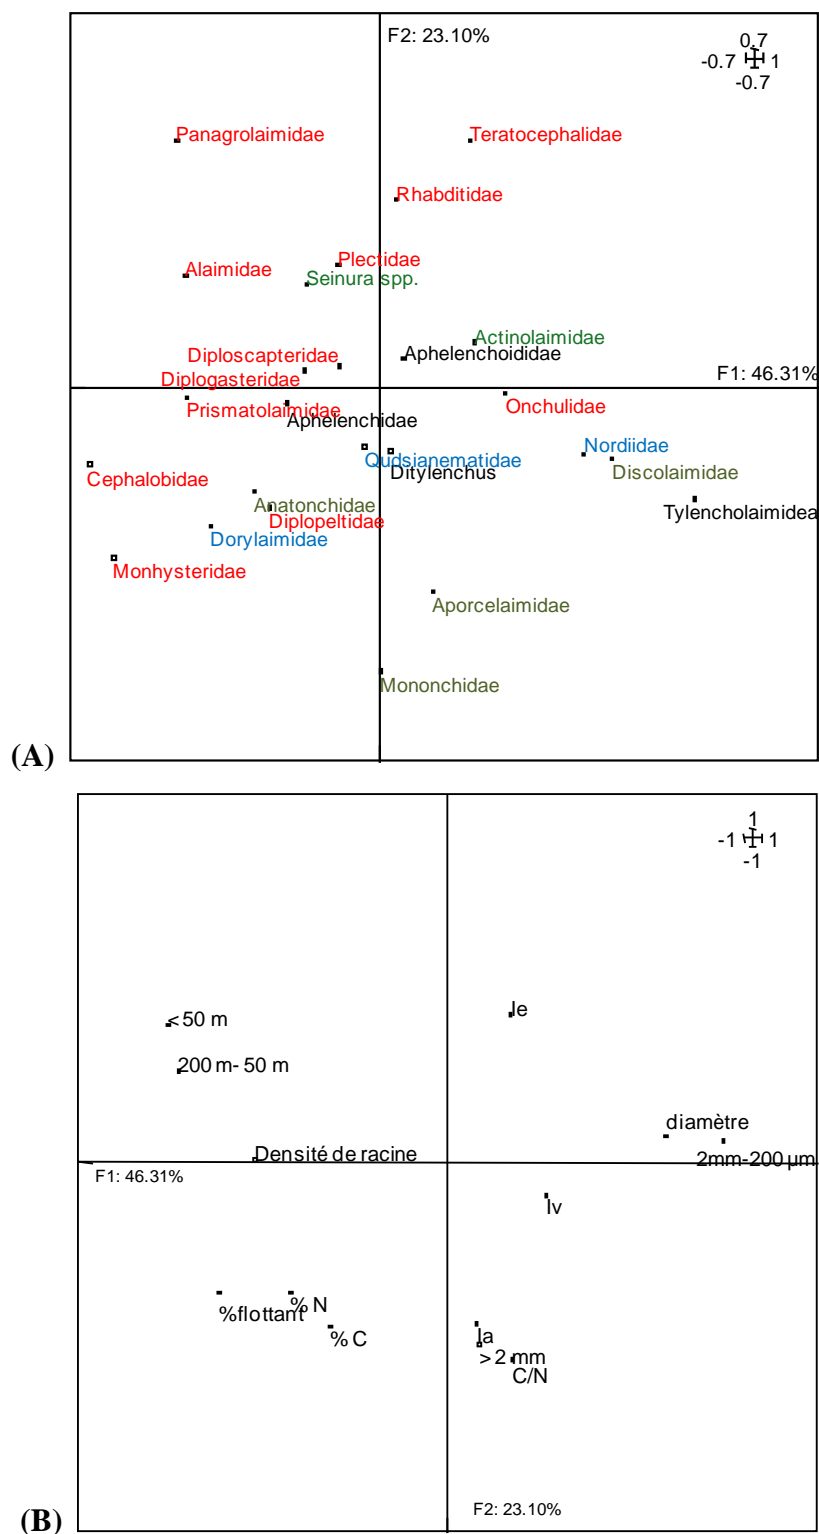 F2: 23.10%
0.7
-0.7 1
-0.7
Panagrolaimidae
Teratocephalidae
Rhabditidae
Plectidae
Alaimidae
Seinura spp.
Actinolaimidae
Diploscapteridae
Aphelenchoididae
Diplogasteridae
F1: 46.31%
Prismatolaimidae
Onchulidae
Aphelenchidae
Nordiidae
Qudsianematidae
Ditylenchus
Discolaimidae
Cephalobidae
Anatonchidae
Tylencholaimidea
Diplopeltidae
Dorylaimidae
Monhysteridae
Aporcelaimidae
Mononchidae
(A)
1
-1 1
-1
Ie
<50 m
200 m- 50 m
diamètre
Densité de racine
2mm-200 µm
F1: 46.31%
Iv
%flottant
% N
% C
Ia
>2 mm
C/N
F2: 23.10%
(B)